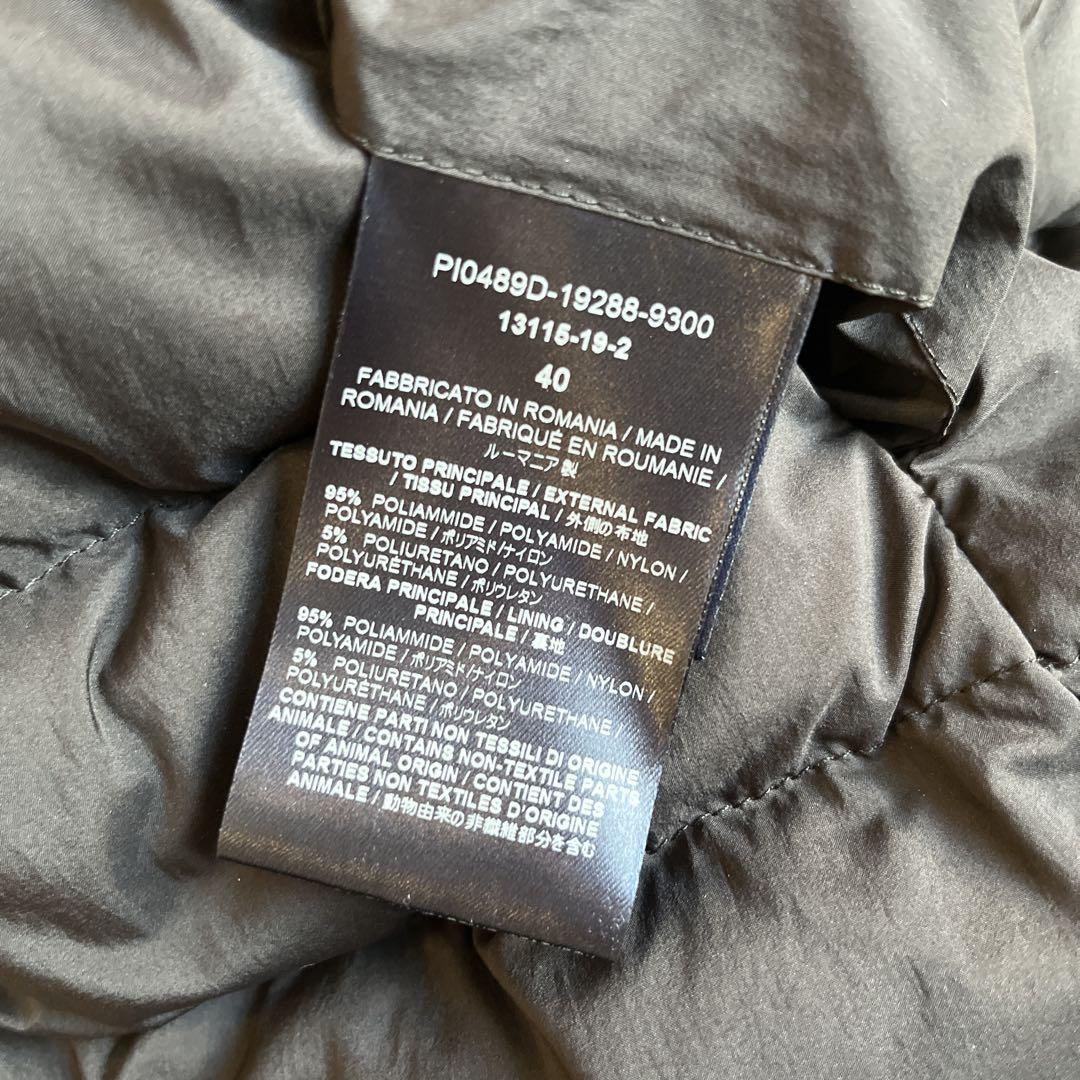 PI0489D-19288-9300
13115-19-2
40
FABBRICATO IN ROMANIA / MADE IN
ROMANIA / FABRIQUÉ EN ROUMANIE /
ルーマニア製
TESSUTO PRINCIPALE / EXTERNAL FABRIC
/ TISSU PRINCIPAL / 外側の布地
95% POLIAMMIDE / POLYAMIDE / NYLON /
POLYAMIDE / ポリアミド/ナイロン
5% POLIURETANO / POLYURETHANE /
POLYURÉTHANE / ポリウレタン
FODERA PRINCIPALE / LINING / DOUBLURE
PRINCIPALE / 裏地
95% POLIAMMIDE / POLYAMIDE / NYLON /
POLYAMIDE / ポリアミド/ナイロン
5% POLIURETANO / POLYURETHANE /
POLYURÉTHANE / ポリウレタン
CONTIENE PARTI NON TESSILI DI ORIGINE
ANIMALE / CONTAINS NON-TEXTILE PARTS
OF ANIMAL ORIGIN / CONTIENT DES
PARTIES NON TEXTILES D'ORIGINE
ANIMALE / 動物由来の非繊維部分を含む